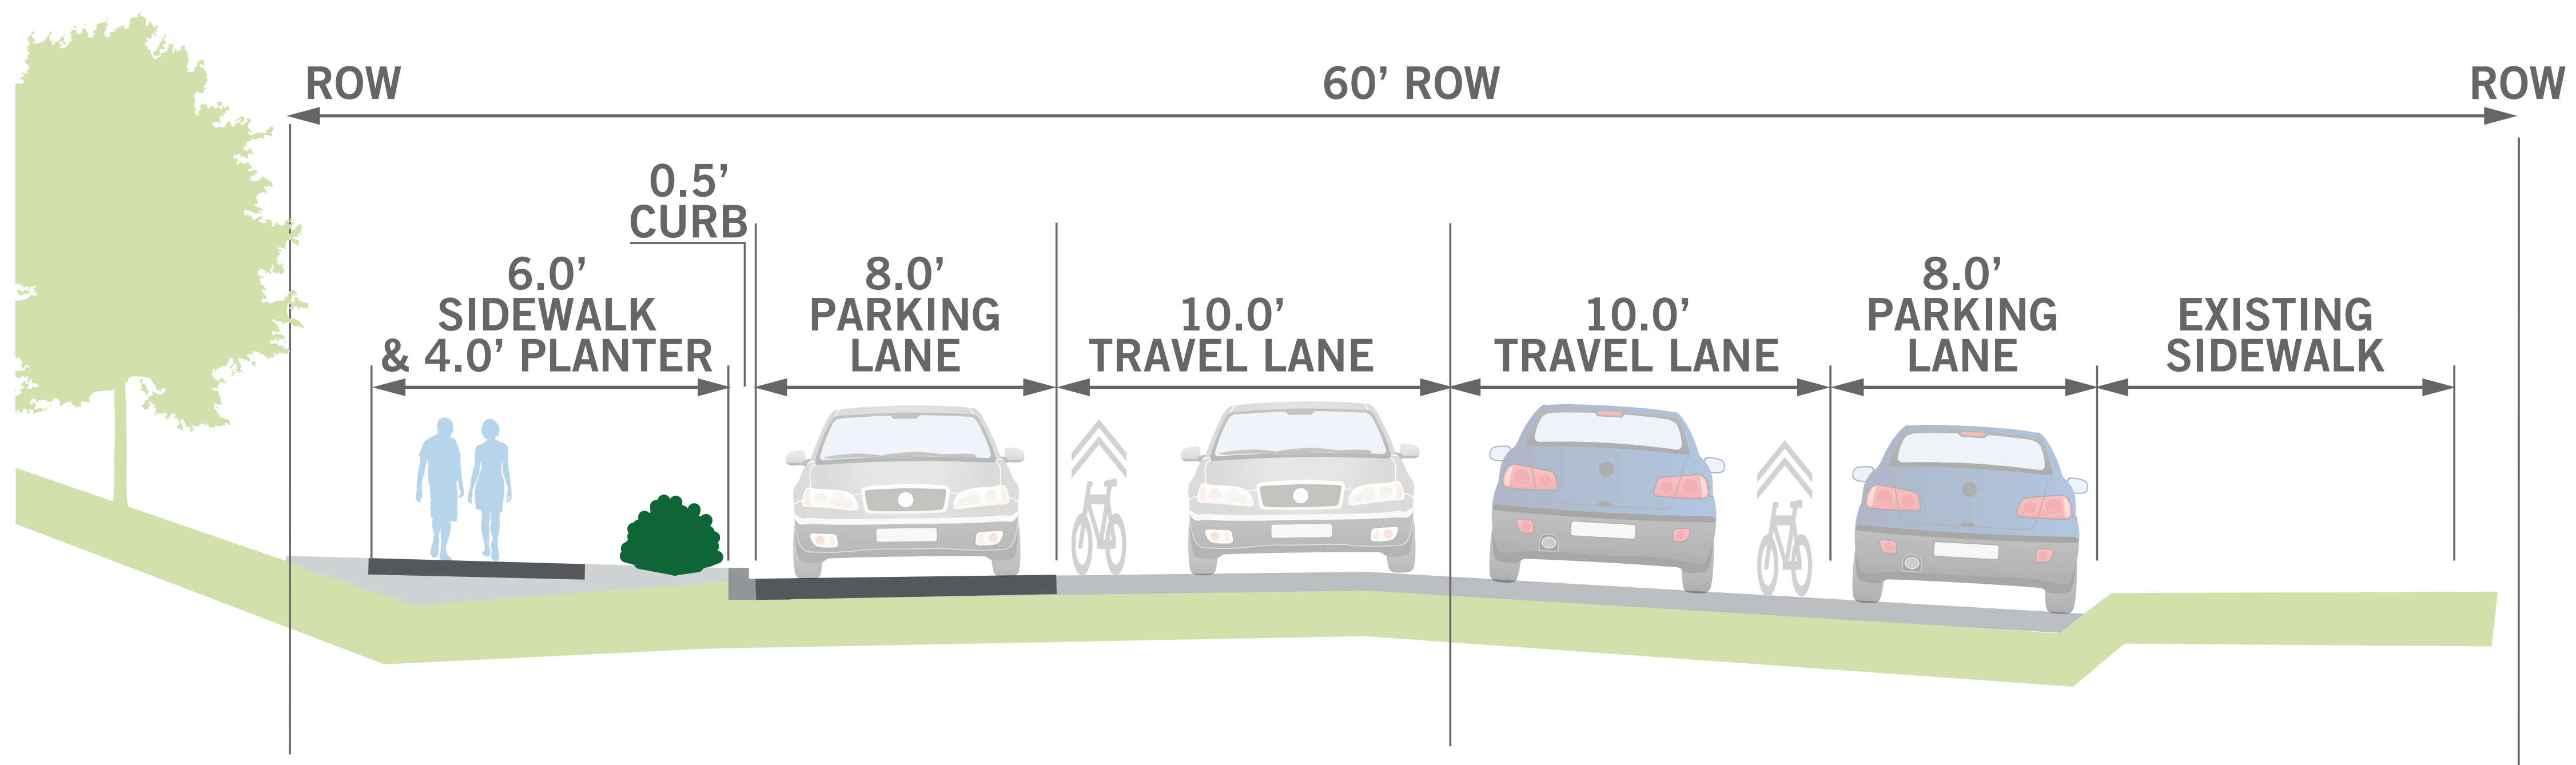 ROW
60’ ROW
ROW
0.5’
CURB
6.0’
SIDEWALK
& 4.0’ PLANTER
8.0’
PARKING
LANE
10.0’
TRAVEL LANE
10.0’
TRAVEL LANE
8.0’
PARKING
LANE
EXISTING
SIDEWALK